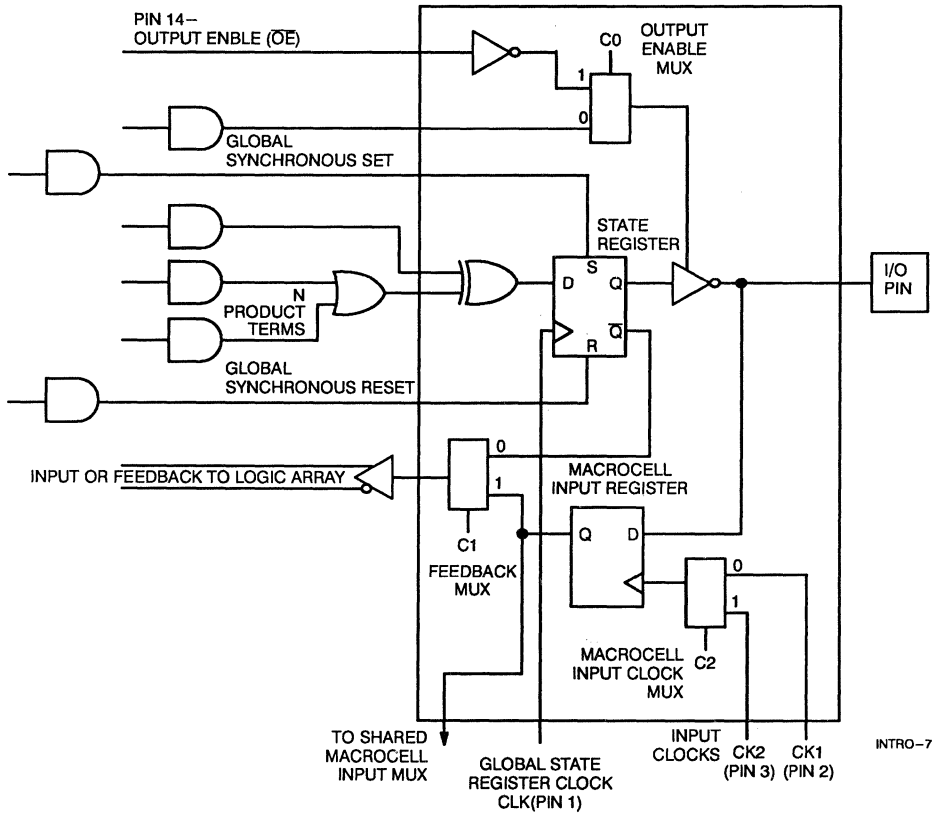 PIN 14–
OUTPUT ENBLE (O̅E̅)
C0
OUTPUT
ENABLE
MUX
1
0
GLOBAL
SYNCHRONOUS SET
STATE
REGISTER
S
D
Q
Q̅
R
I/O
PIN
N
PRODUCT
TERMS
GLOBAL
SYNCHRONOUS RESET
0
1
INPUT OR FEEDBACK TO LOGIC ARRAY
C1
FEEDBACK
MUX
MACROCELL
INPUT REGISTER
Q
D
0
1
C2
MACROCELL
INPUT CLOCK
MUX
TO SHARED
MACROCELL
INPUT MUX
GLOBAL STATE
REGISTER CLOCK
CLK(PIN 1)
INPUT
CLOCKS
CK2
(PIN 3)
CK1
(PIN 2)
INTRO–7